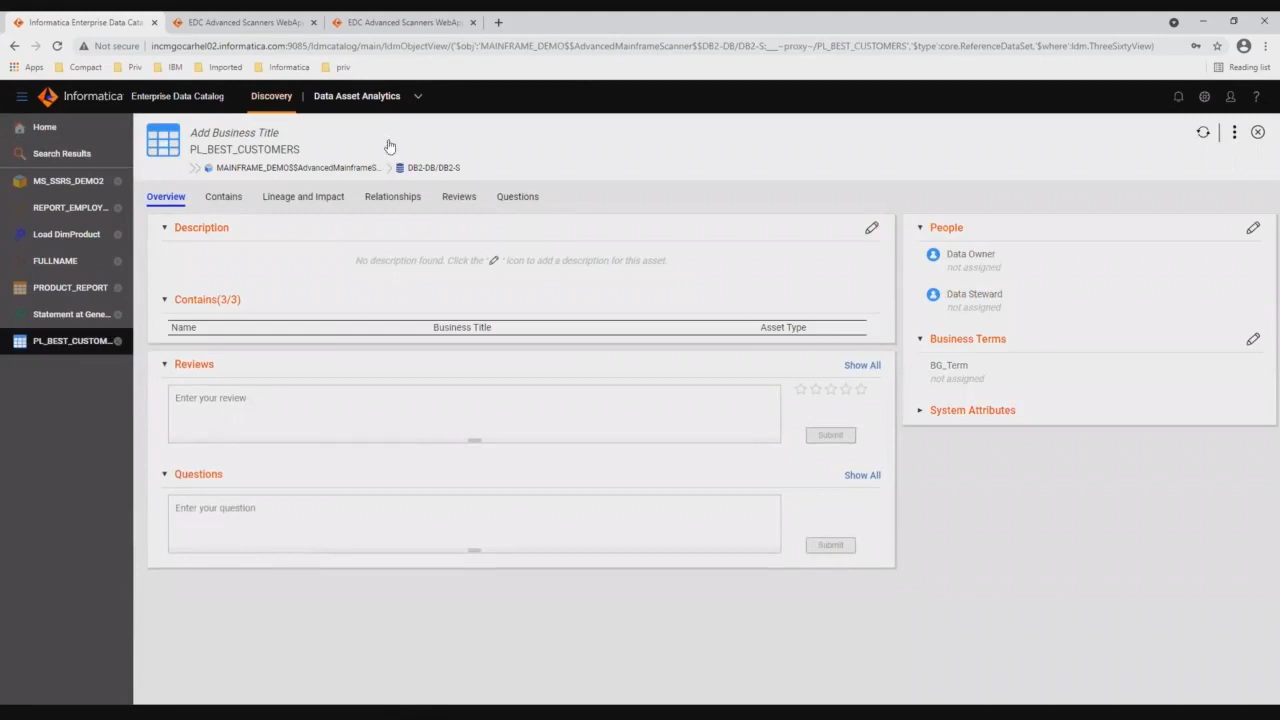 Informatica Enterprise Data Cata
EDC Advanced Scanners WebAp
EDC Advanced Scanners WebAp
Not secure | incmgocarhel02.informatica.com:9085/ldmcatalog/main/ldmObjectView/('$obj':'MAINFRAME_DEMO$$AdvancedMainframeScanner$$DB2-DB/DB2-S:___~proxy~/PL_BEST_CUSTOMERS','$type':core.ReferenceDataSet,'$where':ldm.ThreeSixtyView)
Apps Compact Priv IBM Imported Informatica priv Reading list
Informatica Enterprise Data Catalog Discovery | Data Asset Analytics ?
Home
Search Results
MS_SSRS_DEMO2
REPORT_EMPLOY...
Load DimProduct
FULLNAME
PRODUCT_REPORT
Statement at Gene...
PL_BEST_CUSTOM...
Add Business Title
PL_BEST_CUSTOMERS
MAINFRAME_DEMO$$AdvancedMainframeS... DB2-DB/DB2-S
Overview Contains Lineage and Impact Relationships Reviews Questions
Description
No description found. Click the " " icon to add a description for this asset.
Contains(3/3)
Name Business Title Asset Type
Reviews Show All
Enter your review
Submit
Questions Show All
Enter your question
Submit
People
Data Owner
not assigned
Data Steward
not assigned
Business Terms
BG_Term
not assigned
System Attributes